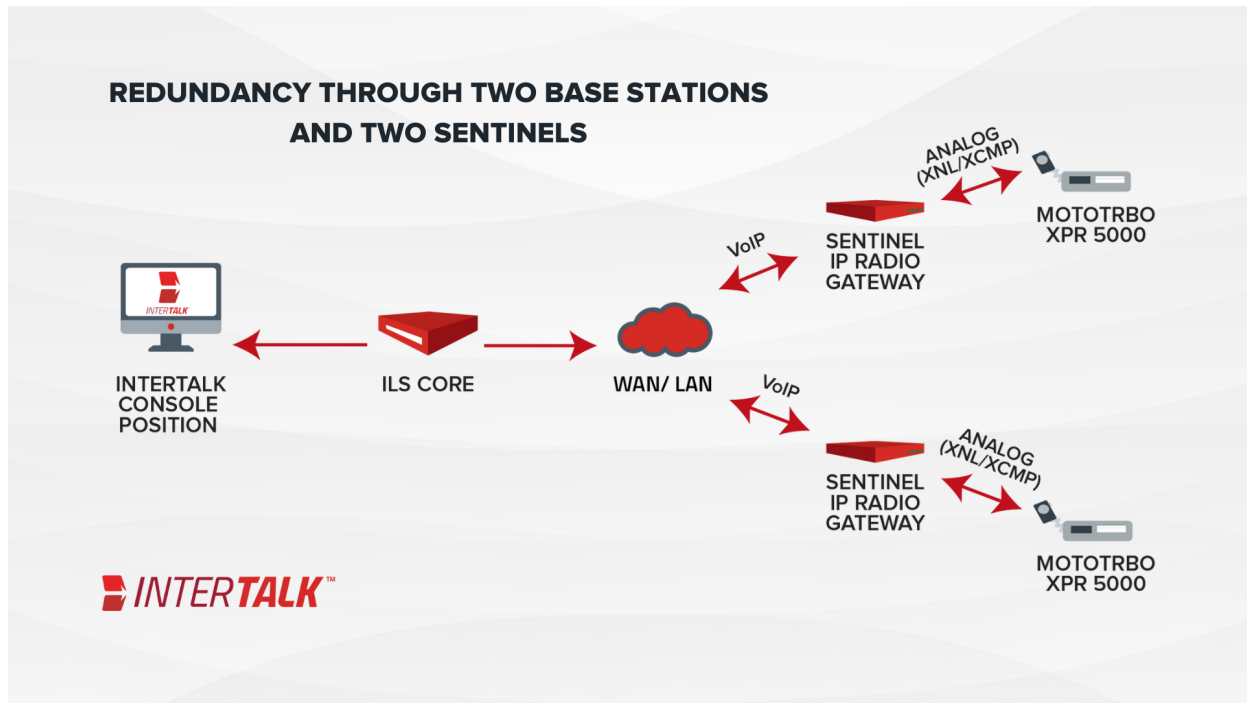 REDUNDANCY THROUGH TWO BASE STATIONS
AND TWO SENTINELS
ANALOG
(XNL/XCMP)
MOTOTRBO
XPR 5000
VoIP
SENTINEL
IP RADIO
GATEWAY
INTERTALK
INTERTALK
CONSOLE
POSITION
ILS CORE
WAN/ LAN
VoIP
ANALOG
(XNL/XCMP)
SENTINEL
IP RADIO
GATEWAY
MOTOTRBO
XPR 5000
INTERTALK™